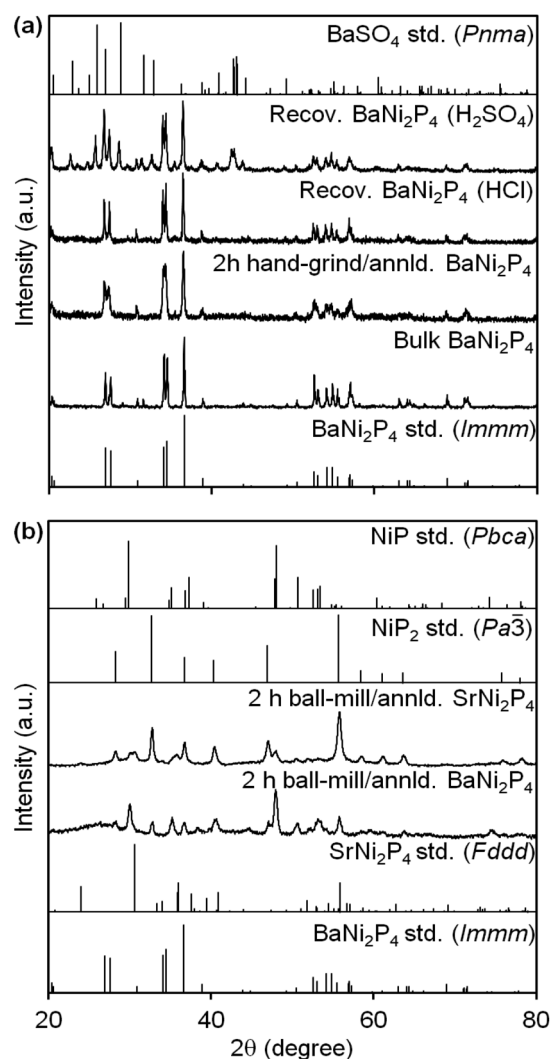 (a)
BaSO₄ std. (Pnma)
Recov. BaNi₂P₄ (H₂SO₄)
Recov. BaNi₂P₄ (HCl)
2h hand-grind/annld. BaNi₂P₄
Bulk BaNi₂P₄
BaNi₂P₄ std. (Immm)
Intensity (a.u.)
(b)
NiP std. (Pbca)
NiP₂ std. (Pa3̅)
2 h ball-mill/annld. SrNi₂P₄
2 h ball-mill/annld. BaNi₂P₄
SrNi₂P₄ std. (Fddd)
BaNi₂P₄ std. (Immm)
Intensity (a.u.)
20 40 60 80
2θ (degree)